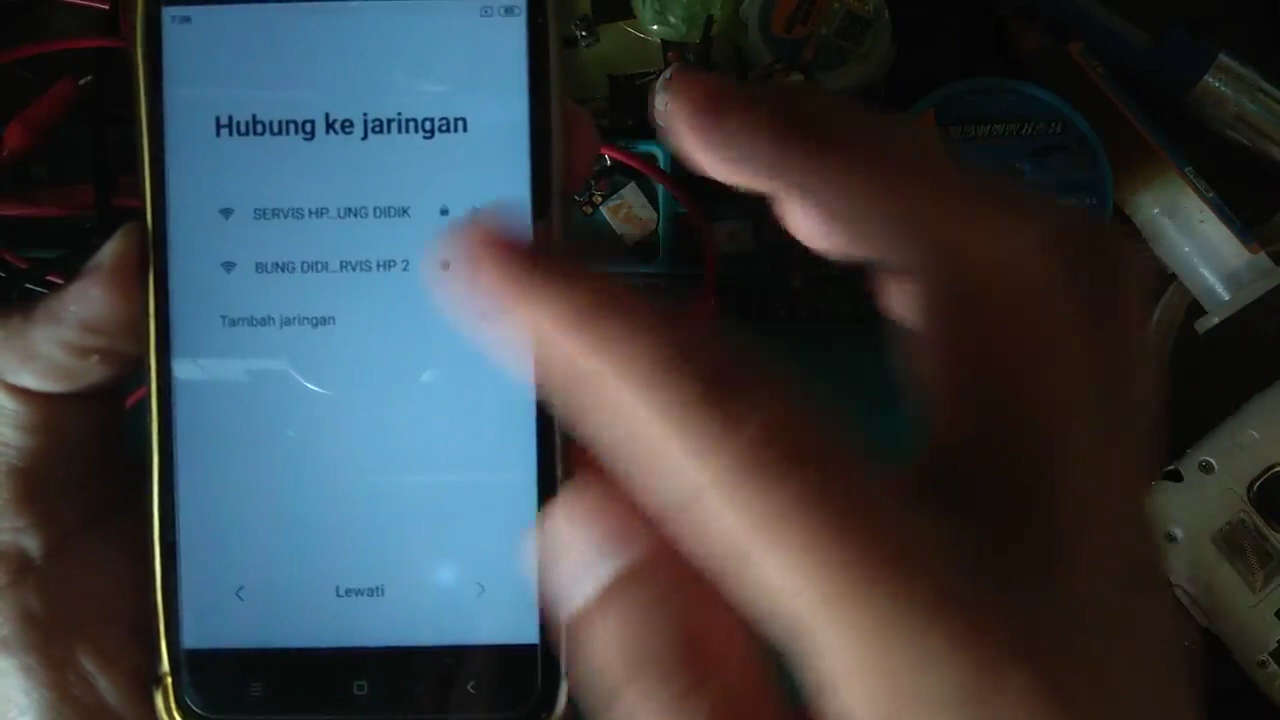 Hubung ke jaringan
SERVIS HP...UNG DIDIK
BUNG DIDI...RVIS HP 2
Tambah jaringan
Lewati